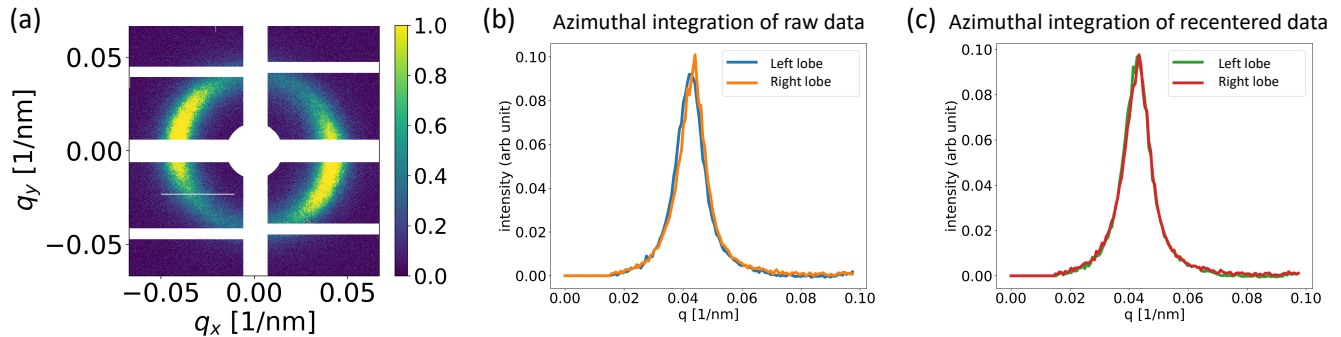 (a)
1.0
0.8
0.6
0.4
0.2
0.0
0.05
0.00
−0.05
q_y [1/nm]
−0.05 0.00 0.05
q_x [1/nm]
(b) Azimuthal integration of raw data
Left lobe
Right lobe
0.10
0.08
0.06
0.04
0.02
0.00
intensity (arb unit)
0.00 0.02 0.04 0.06 0.08 0.10
q [1/nm]
(c) Azimuthal integration of recentered data
Left lobe
Right lobe
0.10
0.08
0.06
0.04
0.02
0.00
intensity (arb unit)
0.00 0.02 0.04 0.06 0.08 0.10
q [1/nm]